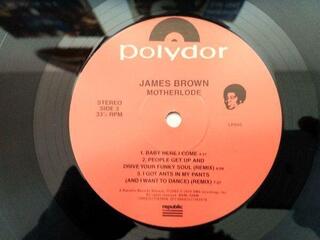 polydor
JAMES BROWN
MOTHERLODE
STEREO
SIDE 3
33⅓ RPM
1. BABY HERE I COME
2. PEOPLE GET UP AND
DRIVE YOUR FUNKY SOUL (REMIX)
3. I GOT ANTS IN MY PANTS
(AND I WANT TO DANCE) (REMIX)
republic